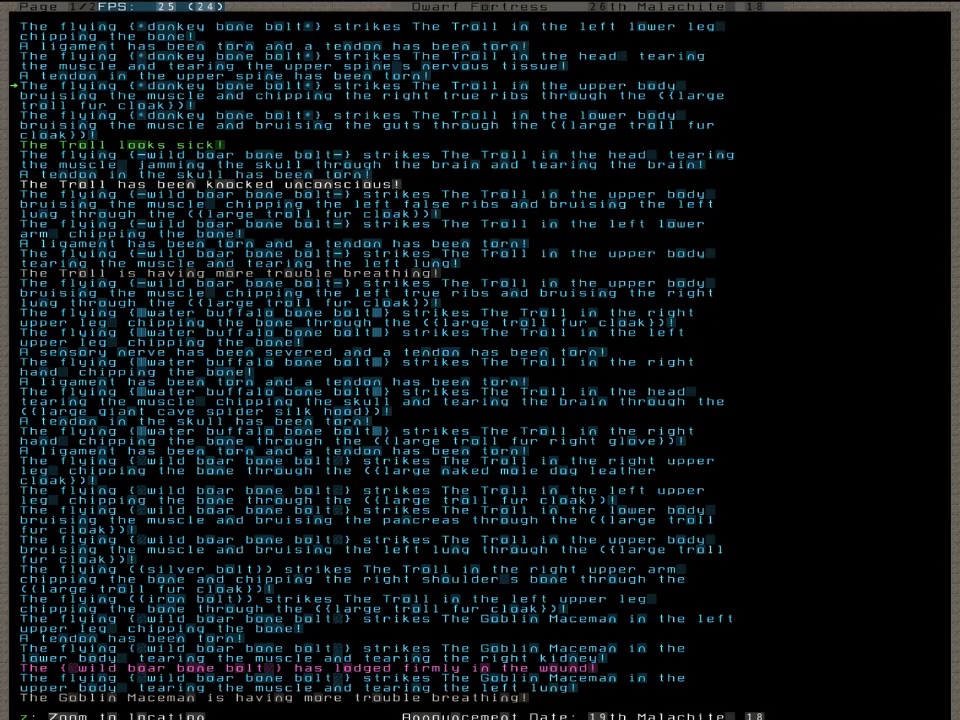 Page 1/2 FPS: 25 (24) Dwarf Fortress 26th Malachite 18
The flying {*donkey bone bolt*} strikes The Troll in the left lower leg
chipping the bone!
A ligament has been torn and a tendon has been torn!
The flying {*donkey bone bolt*} strikes The Troll in the head tearing
the muscle and tearing the upper spine's nervous tissue!
A tendon in the upper spine has been torn!
The flying {*donkey bone bolt*} strikes The Troll in the upper body
bruising the muscle and chipping the right true ribs through the ({large
troll fur cloak})!
The flying {*donkey bone bolt*} strikes The Troll in the lower body
bruising the muscle and bruising the guts through the ({large troll fur
cloak})!
The Troll looks sick!
The flying {-wild boar bone bolt-} strikes The Troll in the head tearing
the muscle jamming the skull through the brain and tearing the brain!
A tendon in the skull has been torn!
The Troll has been knocked unconscious!
The flying {-wild boar bone bolt-} strikes The Troll in the upper body
bruising the muscle chipping the left false ribs and bruising the left
lung through the ({large troll fur cloak})!
The flying {-wild boar bone bolt-} strikes The Troll in the left lower
arm chipping the bone!
A ligament has been torn and a tendon has been torn!
The flying {-wild boar bone bolt-} strikes The Troll in the upper body
tearing the muscle and tearing the left lung!
The Troll is having more trouble breathing!
The flying {-wild boar bone bolt-} strikes The Troll in the upper body
bruising the muscle chipping the left true ribs and bruising the right
lung through the ({large troll fur cloak})!
The flying {water buffalo bone bolt} strikes The Troll in the right
upper leg chipping the bone through the ({large troll fur cloak})!
The flying {water buffalo bone bolt} strikes The Troll in the left
upper leg chipping the bone!
A sensory nerve has been severed and a tendon has been torn!
The flying {water buffalo bone bolt} strikes The Troll in the right
hand chipping the bone!
A ligament has been torn and a tendon has been torn!
The flying {water buffalo bone bolt} strikes The Troll in the head
tearing the muscle chipping the skull and tearing the brain through the
({large giant cave spider silk hood})!
A tendon in the skull has been torn!
The flying {water buffalo bone bolt} strikes The Troll in the right
hand chipping the bone through the ({large troll fur right glove})!
A ligament has been torn and a tendon has been torn!
The flying {wild boar bone bolt} strikes The Troll in the right upper
leg chipping the bone through the ({large naked mole dog leather
cloak})!
The flying {wild boar bone bolt} strikes The Troll in the left upper
leg chipping the bone through the ({large troll fur cloak})!
The flying {wild boar bone bolt} strikes The Troll in the lower body
bruising the muscle and bruising the pancreas through the ({large troll
fur cloak})!
The flying {wild boar bone bolt} strikes The Troll in the upper body
bruising the muscle and bruising the left lung through the ({large troll
fur cloak})!
The flying ({silver bolt}) strikes The Troll in the right upper arm
chipping the bone and chipping the right shoulder's bone through the
({large troll fur cloak})!
The flying ({iron bolt}) strikes The Troll in the left upper leg
chipping the bone through the ({large troll fur cloak})!
The flying {wild boar bone bolt} strikes The Goblin Maceman in the left
upper leg chipping the bone!
A tendon has been torn!
The flying {wild boar bone bolt} strikes The Goblin Maceman in the
lower body tearing the muscle and tearing the right kidney!
The {wild boar bone bolt} has lodged firmly in the wound!
The flying {wild boar bone bolt} strikes The Goblin Maceman in the
upper body tearing the muscle and tearing the left lung!
The Goblin Maceman is having more trouble breathing!
z: Zoom to location Announcement Date: 19th Malachite 18